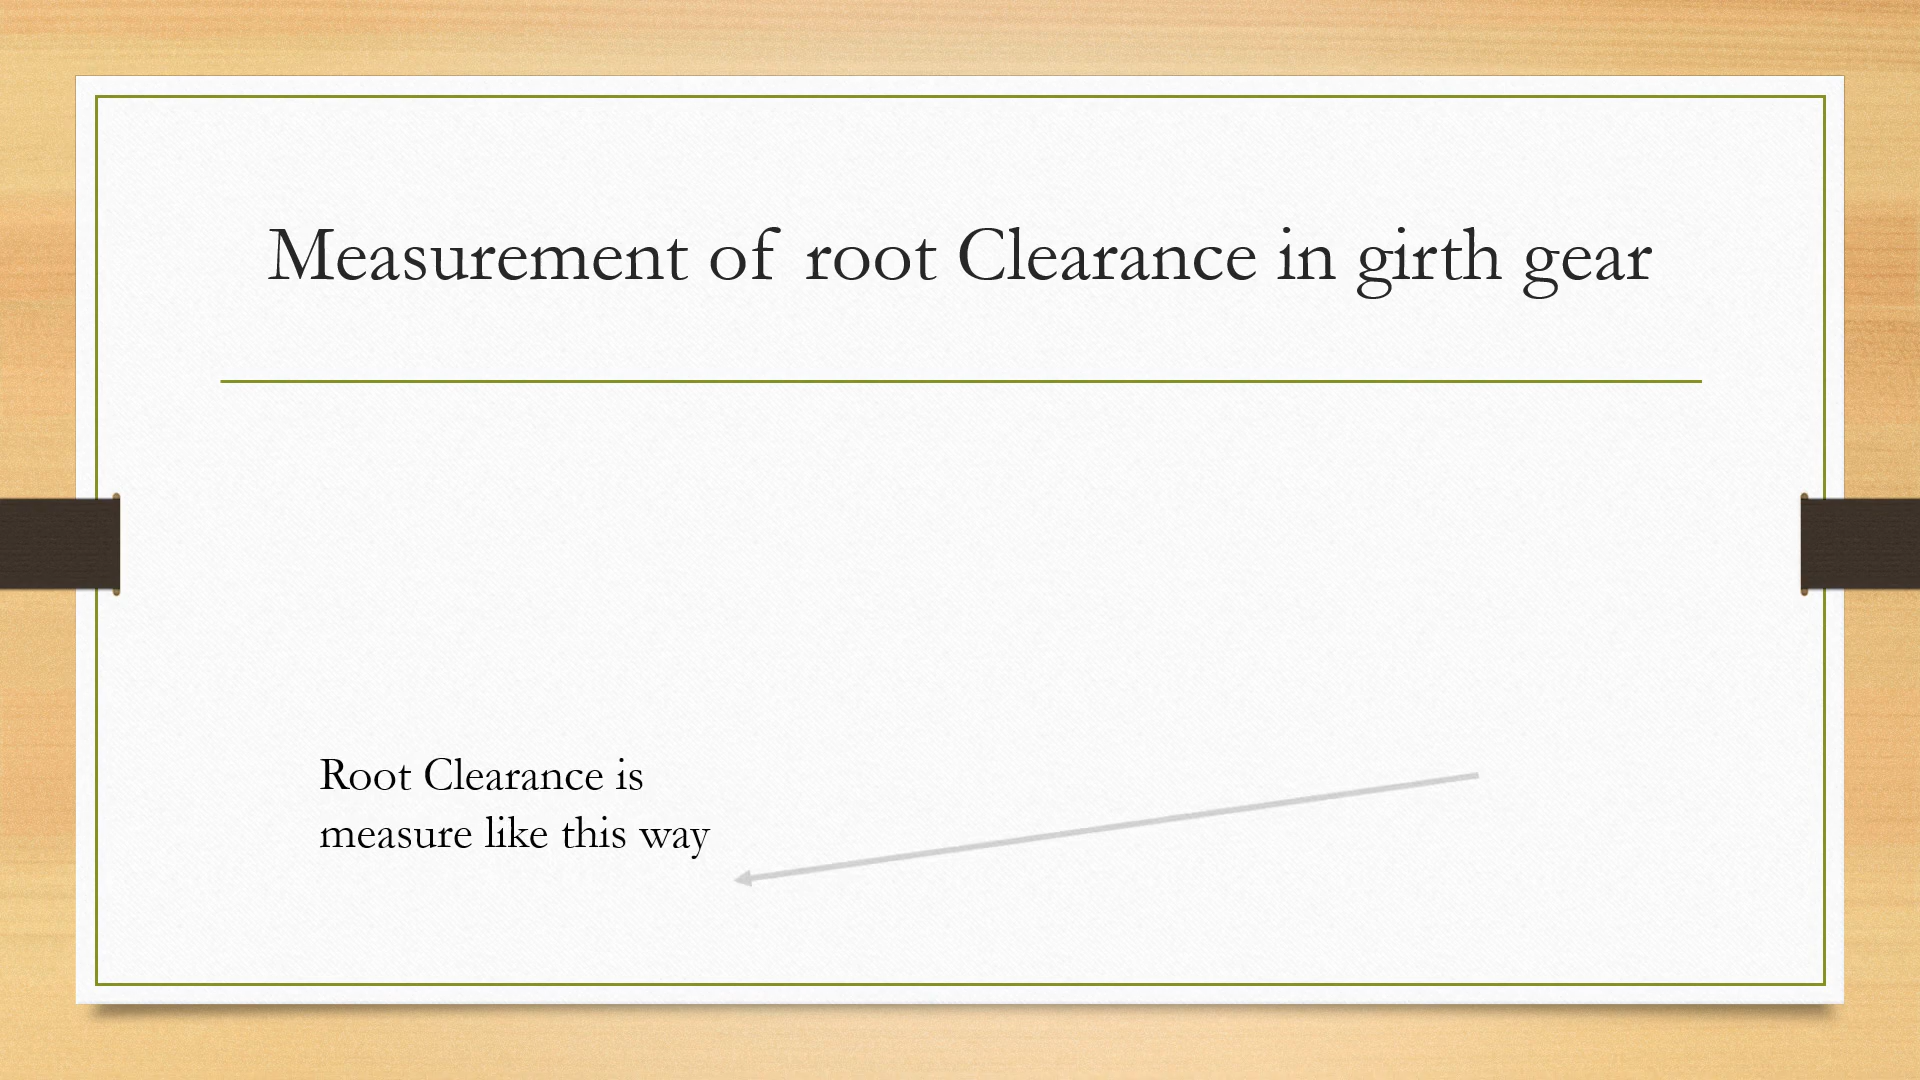 Measurement of root Clearance in girth gear
Root Clearance is
measure like this way